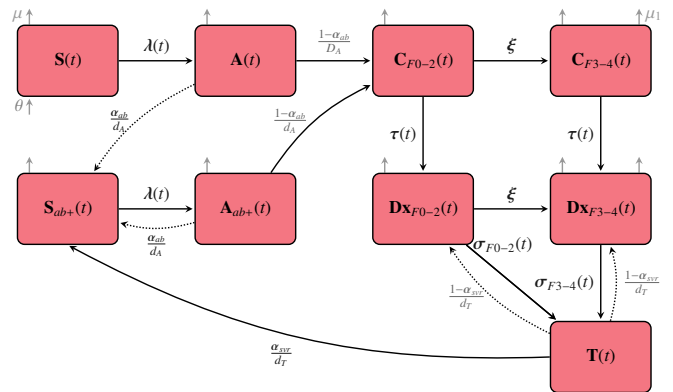 μ
μ₁
S(t)
λ(t)
A(t)
1-α_ab / D_A
C_F0−2(t)
ξ
C_F3−4(t)
θ
α_ab / d_A
1-α_ab / d_A
τ(t)
τ(t)
S_ab+(t)
λ(t)
A_ab+(t)
Dx_F0−2(t)
ξ
Dx_F3−4(t)
α_ab / d_A
σ_F0−2(t)
1-α_svr / d_T
σ_F3−4(t)
1-α_svr / d_T
α_svr / d_T
T(t)